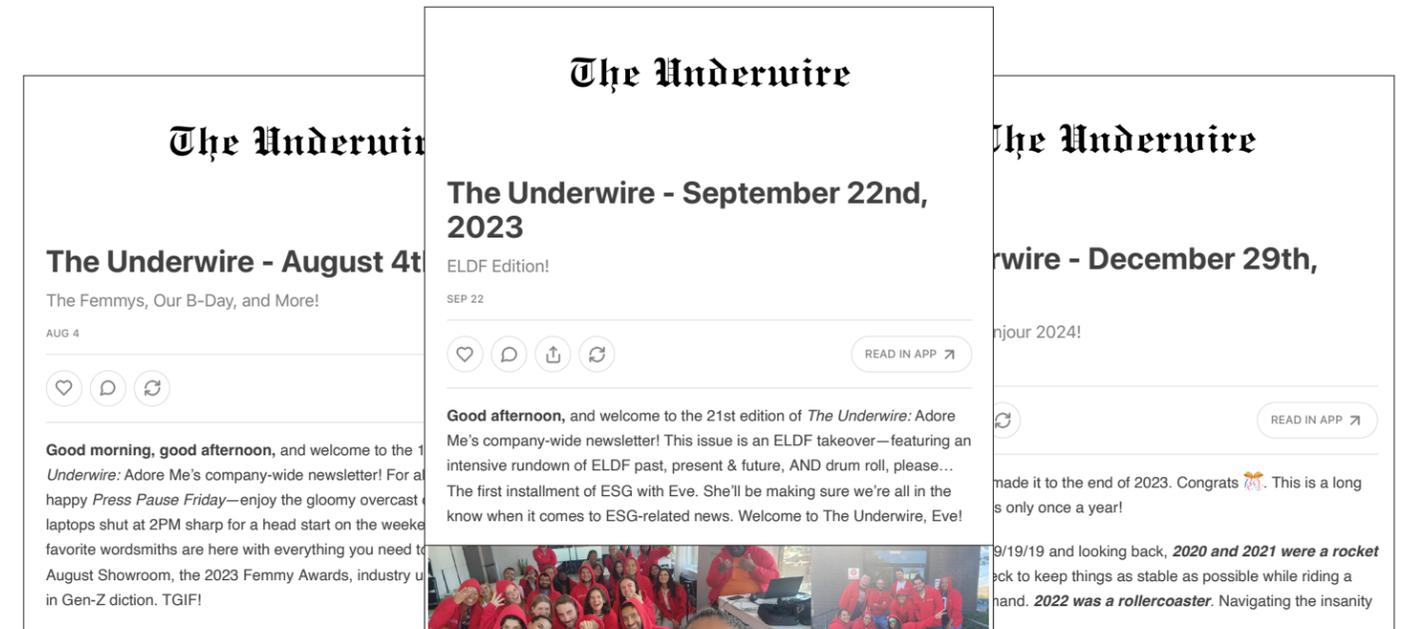 The Underwire
The Underwire - August 4t
The Femmys, Our B-Day, and More!
AUG 4
Good morning, good afternoon, and welcome to the 1
Underwire: Adore Me’s company-wide newsletter! For al
happy Press Pause Friday—enjoy the gloomy overcast
laptops shut at 2PM sharp for a head start on the weeke
favorite wordsmiths are here with everything you need to
August Showroom, the 2023 Femmy Awards, industry u
in Gen-Z diction. TGIF!
The Underwire
The Underwire - September 22nd,
2023
ELDF Edition!
SEP 22
READ IN APP
Good afternoon, and welcome to the 21st edition of The Underwire: Adore
Me’s company-wide newsletter! This issue is an ELDF takeover—featuring an
intensive rundown of ELDF past, present & future, AND drum roll, please…
The first installment of ESG with Eve. She’ll be making sure we’re all in the
know when it comes to ESG-related news. Welcome to The Underwire, Eve!
The Underwire
rwire - December 29th,
njour 2024!
READ IN APP
made it to the end of 2023. Congrats 🎊. This is a long
s only once a year!
9/19/19 and looking back, 2020 and 2021 were a rocket
eck to keep things as stable as possible while riding a
nand. 2022 was a rollercoaster. Navigating the insanity